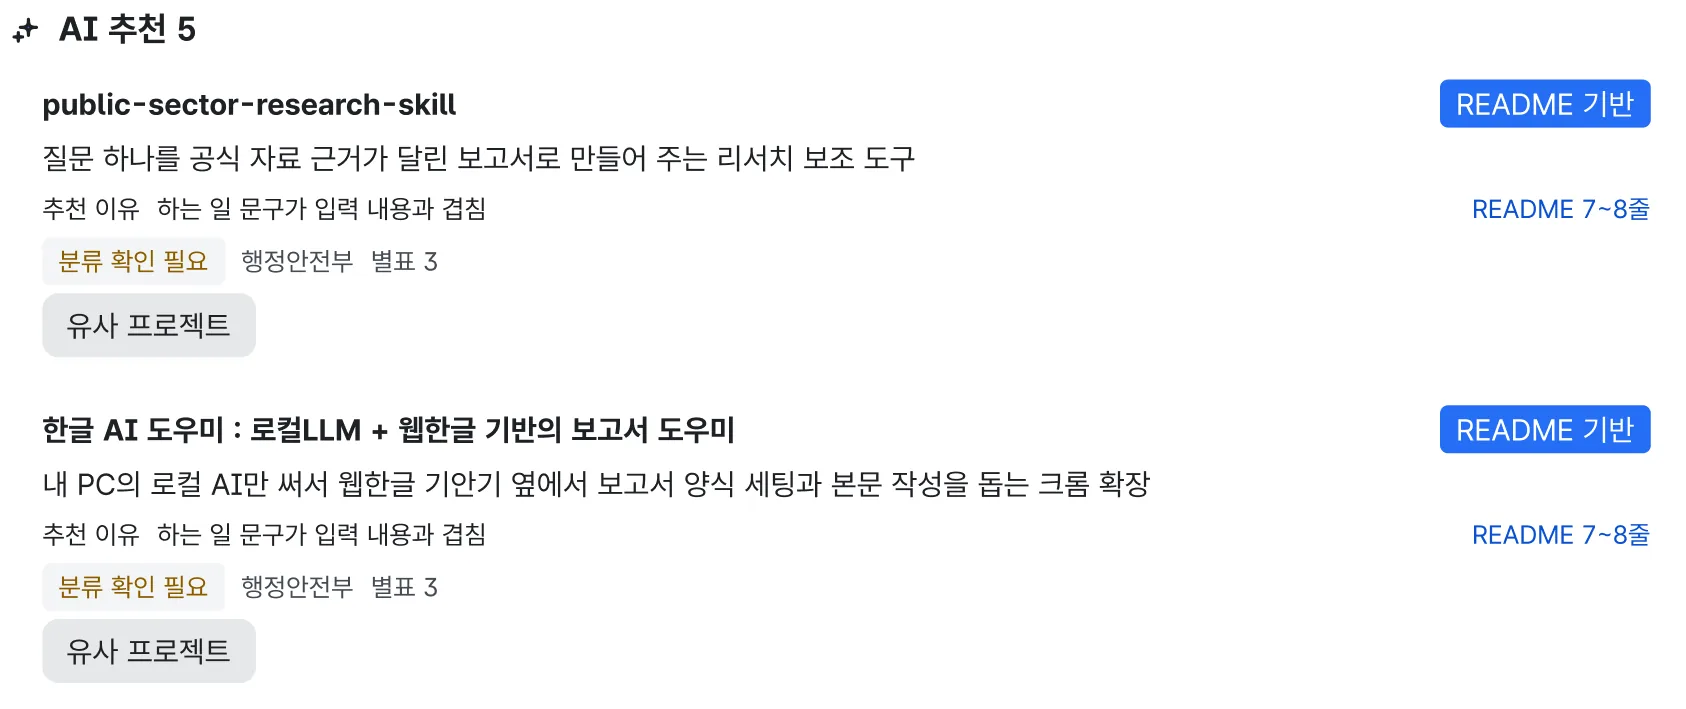 AI 추천 5
public-sector-research-skill
README 기반
질문 하나를 공식 자료 근거가 달린 보고서로 만들어 주는 리서치 보조 도구
추천 이유 하는 일 문구가 입력 내용과 겹침
README 7~8줄
분류 확인 필요 행정안전부 별표 3
유사 프로젝트
한글 AI 도우미 : 로컬LLM + 웹한글 기반의 보고서 도우미
README 기반
내 PC의 로컬 AI만 써서 웹한글 기안기 옆에서 보고서 양식 세팅과 본문 작성을 돕는 크롬 확장
추천 이유 하는 일 문구가 입력 내용과 겹침
README 7~8줄
분류 확인 필요 행정안전부 별표 3
유사 프로젝트